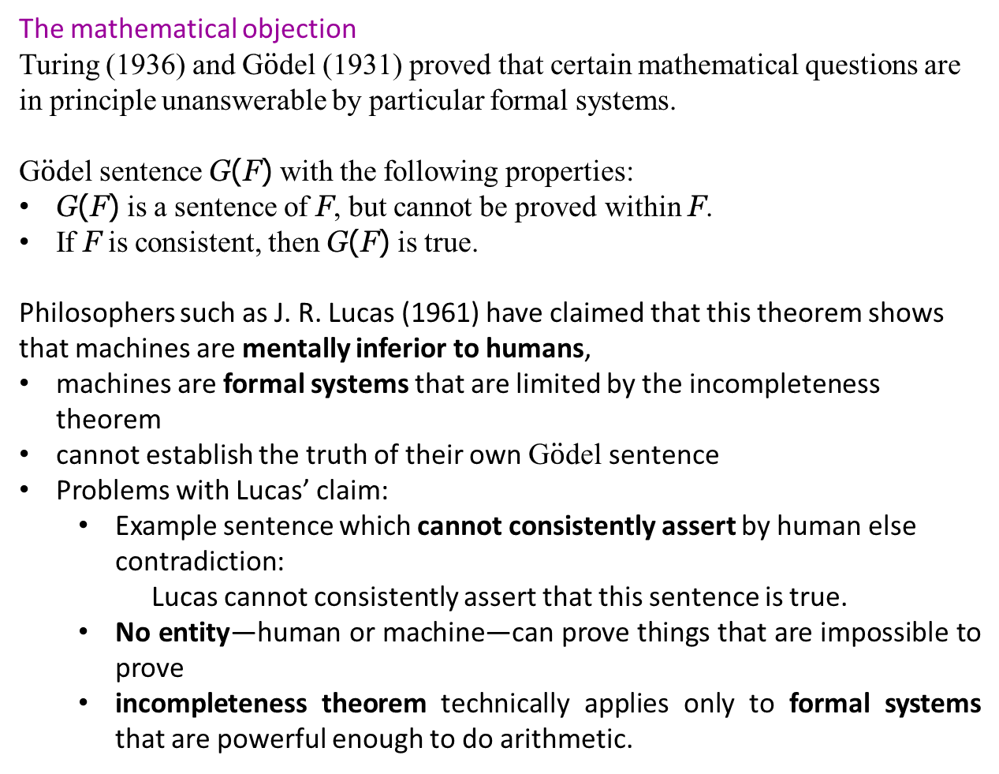 The mathematical objection
Turing (1936) and Gödel (1931) proved that certain mathematical questions are
in principle unanswerable by particular formal systems.
Gödel sentence G(F) with the following properties:
• G(F) is a sentence of F, but cannot be proved within F.
• If F is consistent, then G(F) is true.
Philosophers such as J. R. Lucas (1961) have claimed that this theorem shows
that machines are mentally inferior to humans,
• machines are formal systems that are limited by the incompleteness
theorem
• cannot establish the truth of their own Gödel sentence
• Problems with Lucas’ claim:
• Example sentence which cannot consistently assert by human else
contradiction:
Lucas cannot consistently assert that this sentence is true.
• No entity—human or machine—can prove things that are impossible to
prove
• incompleteness theorem technically applies only to formal systems
that are powerful enough to do arithmetic.